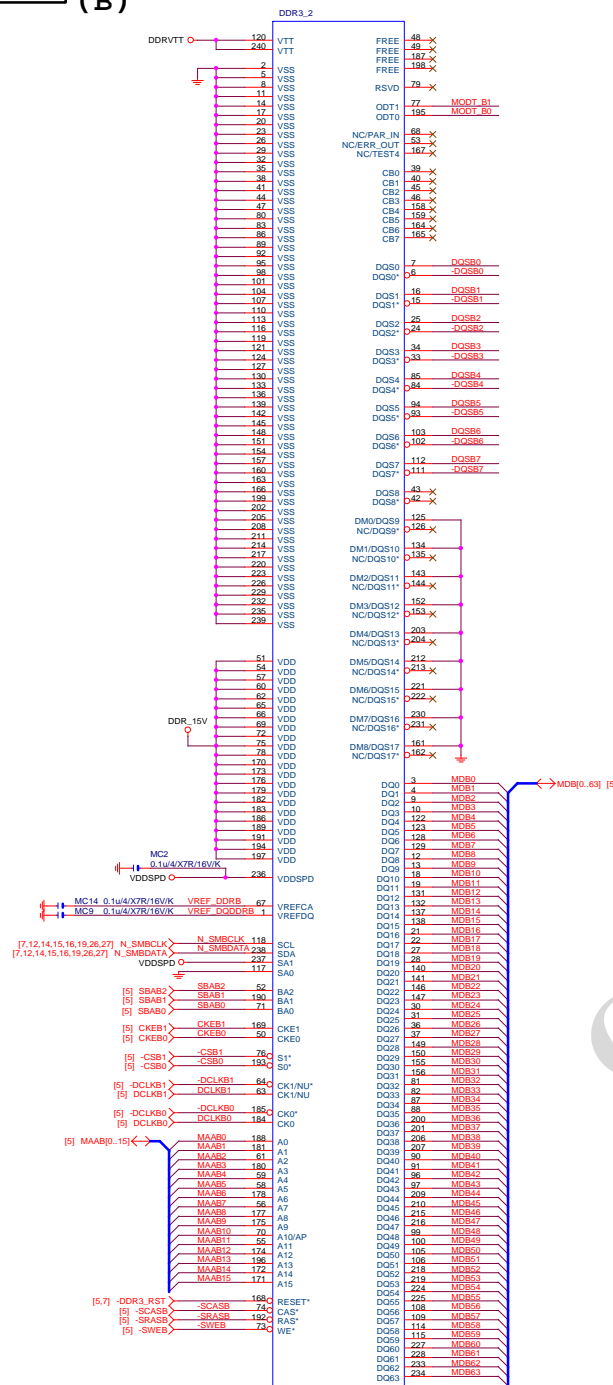 (B)
DDR3_2
DDRVTT 120 VTT
240 VTT
2 VSS
5 VSS
8 VSS
11 VSS
14 VSS
17 VSS
20 VSS
23 VSS
26 VSS
29 VSS
32 VSS
35 VSS
38 VSS
41 VSS
44 VSS
47 VSS
80 VSS
83 VSS
86 VSS
89 VSS
92 VSS
95 VSS
98 VSS
101 VSS
104 VSS
107 VSS
110 VSS
113 VSS
116 VSS
119 VSS
121 VSS
124 VSS
127 VSS
130 VSS
133 VSS
136 VSS
139 VSS
142 VSS
145 VSS
148 VSS
151 VSS
154 VSS
157 VSS
160 VSS
163 VSS
166 VSS
199 VSS
202 VSS
205 VSS
208 VSS
211 VSS
214 VSS
217 VSS
220 VSS
223 VSS
226 VSS
229 VSS
232 VSS
235 VSS
239 VSS
51 VDD
54 VDD
57 VDD
60 VDD
62 VDD
65 VDD
66 VDD
69 VDD
DDR_15V
72 VDD
75 VDD
78 VDD
170 VDD
173 VDD
176 VDD
179 VDD
182 VDD
183 VDD
186 VDD
189 VDD
191 VDD
194 VDD
197 VDD
MC2
0.1u/4/X7R/16V/K
VDDSPD 236 VDDSPD
MC14 0.1u/4/X7R/16V/K VREF_DDRB 67 VREFCA
MC9 0.1u/4/X7R/16V/K VREF_DQDDRB 1 VREFDQ
[7,12,14,15,16,19,26,27] N_SMBCLK N_SMBCLK 118 SCL
[7,12,14,15,16,19,26,27] N_SMBDATA N_SMBDATA 238 SDA
VDDSPD 237 SA1
117 SA0
[5] SBAB2 SBAB2 52 BA2
[5] SBAB1 SBAB1 190 BA1
[5] SBAB0 SBAB0 71 BA0
[5] CKEB1 CKEB1 169 CKE1
[5] CKEB0 CKEB0 50 CKE0
[5] -CSB1 -CSB1 76 S1*
[5] -CSB0 -CSB0 193 S0*
[5] -DCLKB1 -DCLKB1 64 CK1/NU*
[5] DCLKB1 DCLKB1 63 CK1/NU
[5] -DCLKB0 -DCLKB0 185 CK0*
[5] DCLKB0 DCLKB0 184 CK0
[5] MAAB[0..15]
MAAB0 188 A0
MAAB1 181 A1
MAAB2 61 A2
MAAB3 180 A3
MAAB4 59 A4
MAAB5 58 A5
MAAB6 178 A6
MAAB7 56 A7
MAAB8 177 A8
MAAB9 175 A9
MAAB10 70 A10/AP
MAAB11 55 A11
MAAB12 174 A12
MAAB13 196 A13
MAAB14 172 A14
MAAB15 171 A15
[5,7] -DDR3_RST 168 RESET*
[5] -SCASB -SCASB 74 CAS*
[5] -SRASB -SRASB 192 RAS*
[5] -SWEB -SWEB 73 WE*
FREE 48
FREE 49
FREE 187
FREE 198
RSVD 79
ODT1 77 MODT_B1
ODT0 195 MODT_B0
NC/PAR_IN 68
NC/ERR_OUT 53
NC/TEST4 167
CB0 39
CB1 40
CB2 45
CB3 46
CB4 158
CB5 159
CB6 164
CB7 165
DQS0 7 DQSB0
DQS0* 6 -DQSB0
DQS1 16 DQSB1
DQS1* 15 -DQSB1
DQS2 25 DQSB2
DQS2* 24 -DQSB2
DQS3 34 DQSB3
DQS3* 33 -DQSB3
DQS4 85 DQSB4
DQS4* 84 -DQSB4
DQS5 94 DQSB5
DQS5* 93 -DQSB5
DQS6 103 DQSB6
DQS6* 102 -DQSB6
DQS7 112 DQSB7
DQS7* 111 -DQSB7
DQS8 43
DQS8* 42
DM0/DQS9 125
NC/DQS9* 126
DM1/DQS10 134
NC/DQS10* 135
DM2/DQS11 143
NC/DQS11* 144
DM3/DQS12 152
NC/DQS12* 153
DM4/DQS13 203
NC/DQS13* 204
DM5/DQS14 212
NC/DQS14* 213
DM6/DQS15 221
NC/DQS15* 222
DM7/DQS16 230
NC/DQS16* 231
DM8/DQS17 161
NC/DQS17* 162
DQ0 3 MDB0 MDB[0..63] [5
DQ1 4 MDB1
DQ2 9 MDB2
DQ3 10 MDB3
DQ4 122 MDB4
DQ5 123 MDB5
DQ6 128 MDB6
DQ7 129 MDB7
DQ8 12 MDB8
DQ9 13 MDB9
DQ10 18 MDB10
DQ11 19 MDB11
DQ12 131 MDB12
DQ13 132 MDB13
DQ14 137 MDB14
DQ15 138 MDB15
DQ16 21 MDB16
DQ17 22 MDB17
DQ18 27 MDB18
DQ19 28 MDB19
DQ20 140 MDB20
DQ21 141 MDB21
DQ22 146 MDB22
DQ23 147 MDB23
DQ24 30 MDB24
DQ25 31 MDB25
DQ26 36 MDB26
DQ27 37 MDB27
DQ28 149 MDB28
DQ29 150 MDB29
DQ30 155 MDB30
DQ31 156 MDB31
DQ32 81 MDB32
DQ33 82 MDB33
DQ34 87 MDB34
DQ35 88 MDB35
DQ36 200 MDB36
DQ37 201 MDB37
DQ38 206 MDB38
DQ39 207 MDB39
DQ40 90 MDB40
DQ41 91 MDB41
DQ42 96 MDB42
DQ43 97 MDB43
DQ44 209 MDB44
DQ45 210 MDB45
DQ46 215 MDB46
DQ47 216 MDB47
DQ48 99 MDB48
DQ49 100 MDB49
DQ50 105 MDB50
DQ51 106 MDB51
DQ52 218 MDB52
DQ53 219 MDB53
DQ54 224 MDB54
DQ55 225 MDB55
DQ56 108 MDB56
DQ57 109 MDB57
DQ58 114 MDB58
DQ59 115 MDB59
DQ60 227 MDB60
DQ61 228 MDB61
DQ62 233 MDB62
DQ63 234 MDB63